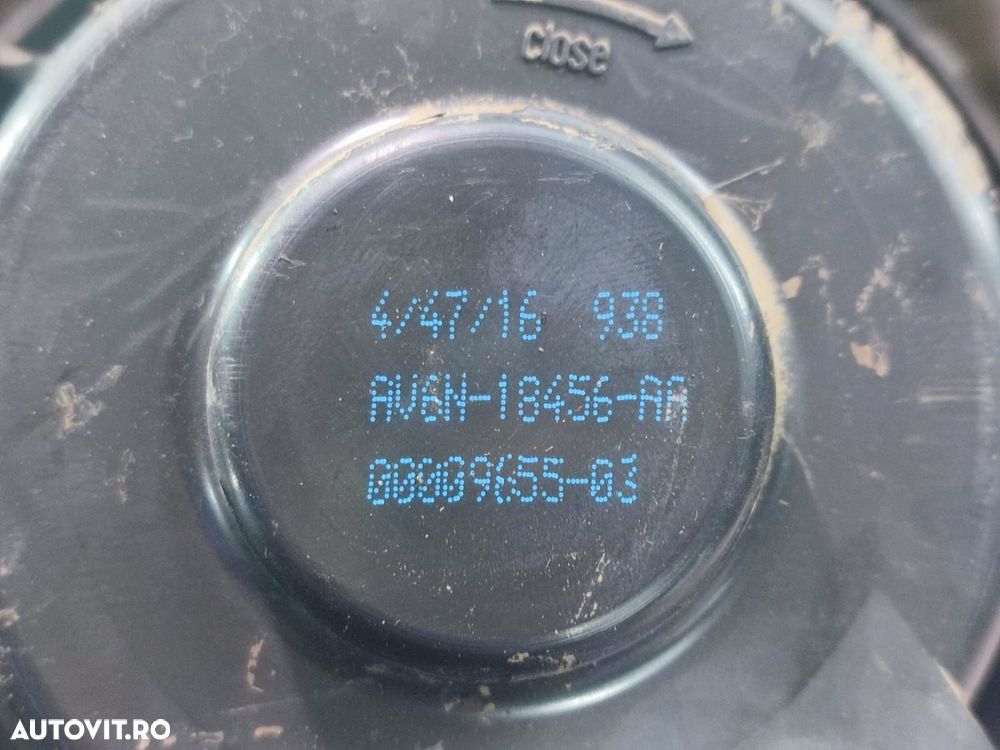 close
4/47/16 938
AV6N-18456-AA
00009655-03
AUTOVIT.RO